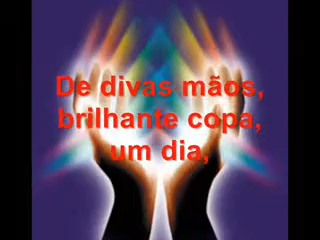 De divas mãos,
brilhante copa,
um dia,